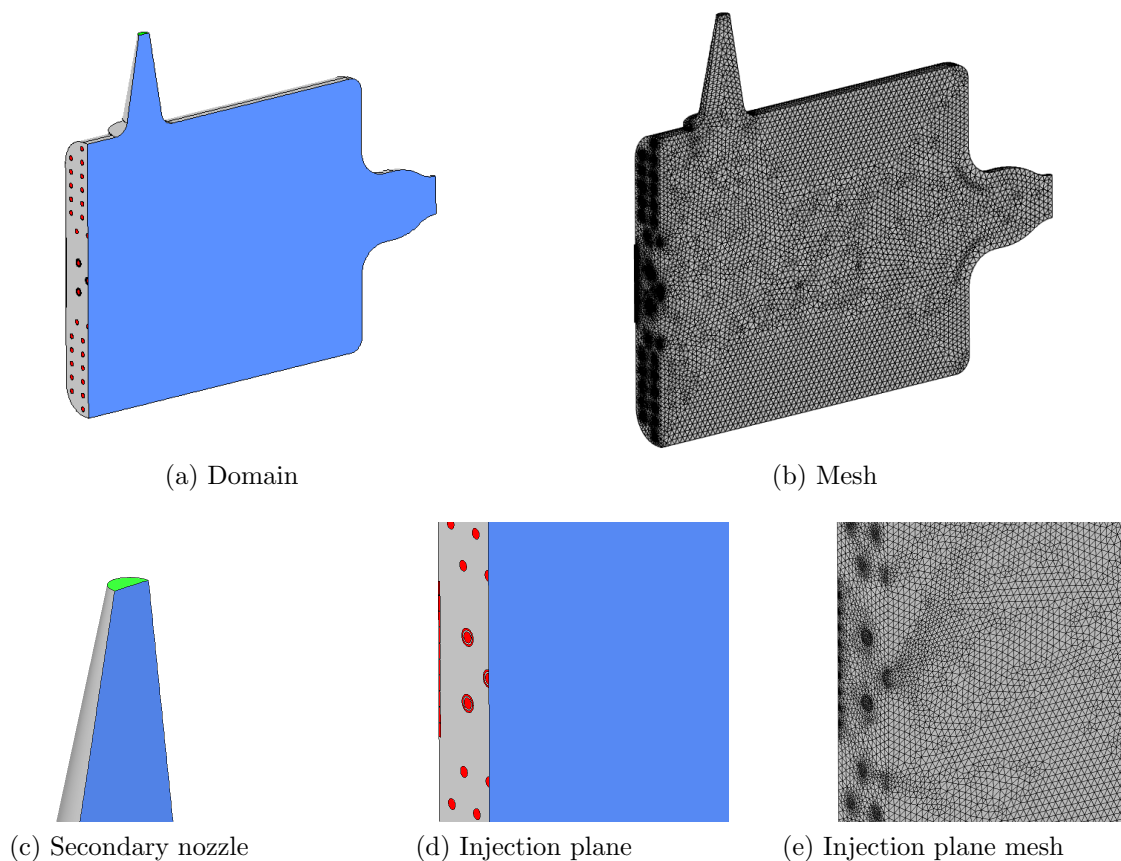 (a) Domain
(b) Mesh
(c) Secondary nozzle
(d) Injection plane
(e) Injection plane mesh